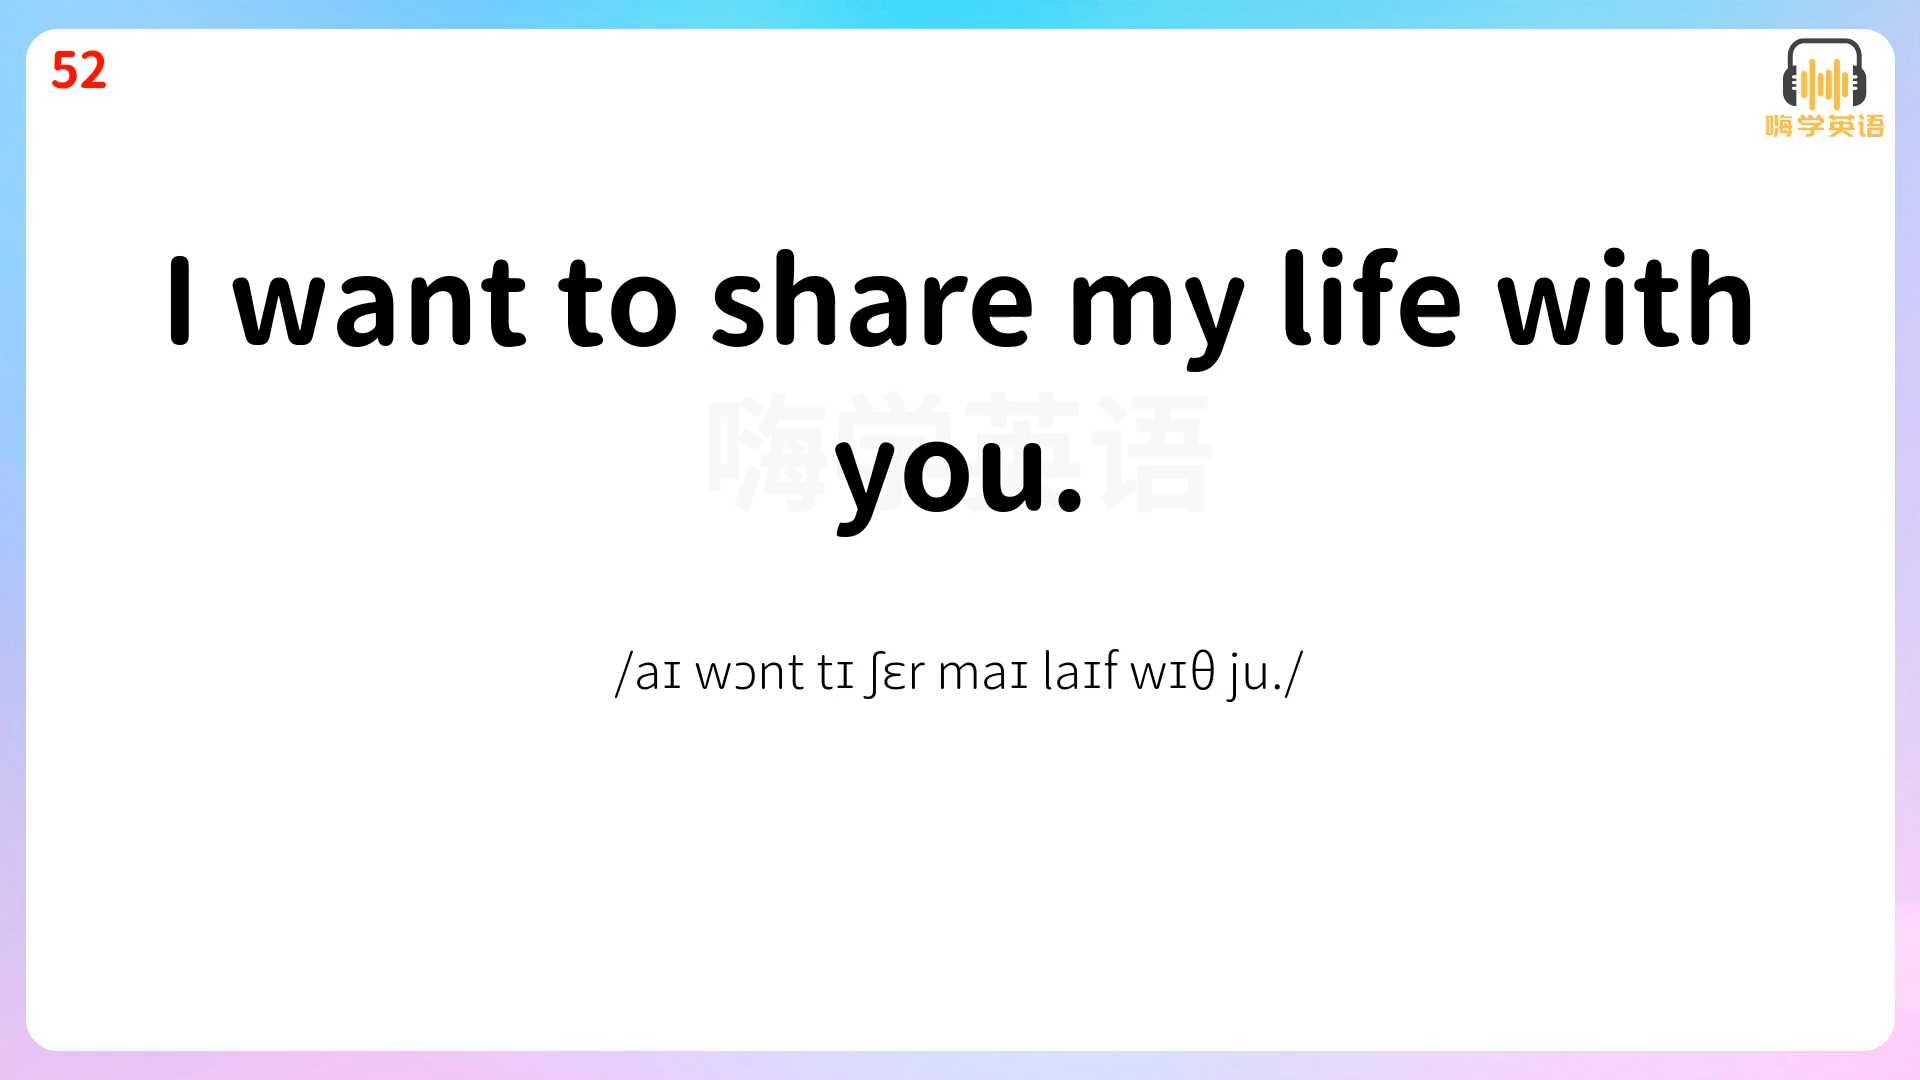 52
嗨学英语
I want to share my life with
嗨学英语
you.
/aɪ wɔnt tɪ ʃɛr maɪ laɪf wɪθ ju./